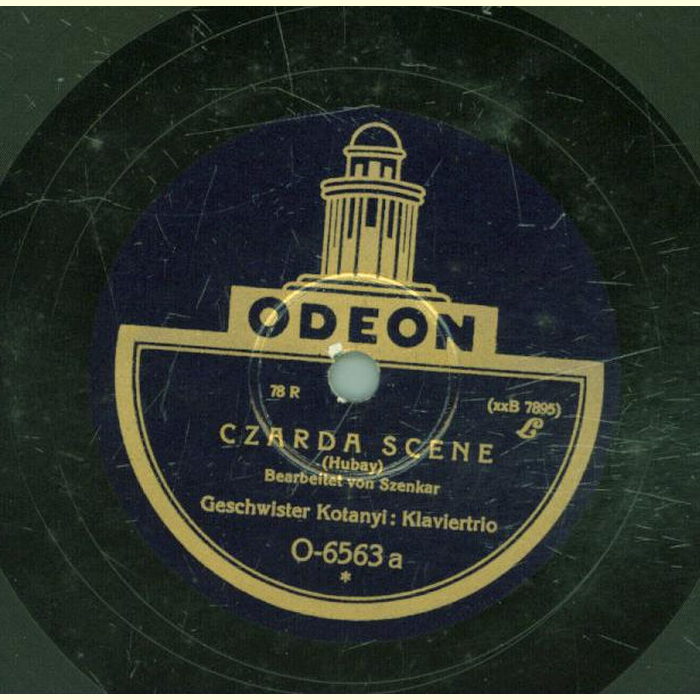 ODEON
78 R
(xxB 7895)
L
CZARDA SCENE
(Hubay)
Bearbeitet von Szenkar
Geschwister Kotanyi: Klaviertrio
O-6563 a
*